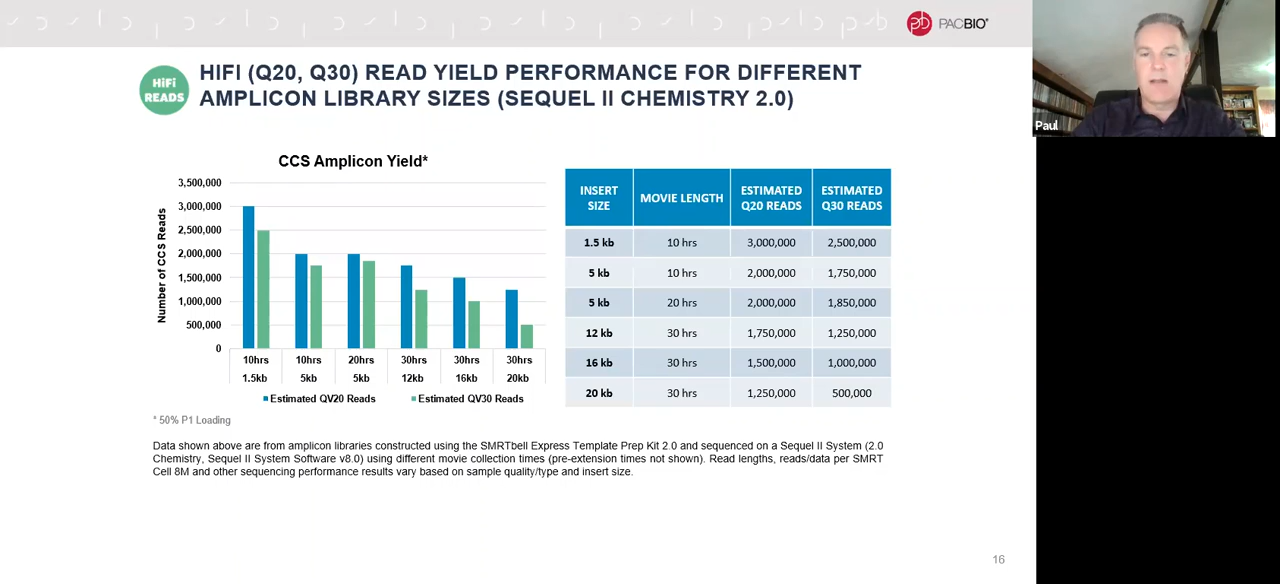 PB PACBIO®
Paul
HiFi
READS
HIFI (Q20, Q30) READ YIELD PERFORMANCE FOR DIFFERENT
AMPLICON LIBRARY SIZES (SEQUEL II CHEMISTRY 2.0)
CCS Amplicon Yield*
Number of CCS Reads
3,500,000
3,000,000
2,500,000
2,000,000
1,500,000
1,000,000
500,000
0
10hrs 10hrs 20hrs 30hrs 30hrs 30hrs
1.5kb 5kb 5kb 12kb 16kb 20kb
Estimated QV20 Reads Estimated QV30 Reads
INSERT SIZE MOVIE LENGTH ESTIMATED Q20 READS ESTIMATED Q30 READS
1.5 kb 10 hrs 3,000,000 2,500,000
5 kb 10 hrs 2,000,000 1,750,000
5 kb 20 hrs 2,000,000 1,850,000
12 kb 30 hrs 1,750,000 1,250,000
16 kb 30 hrs 1,500,000 1,000,000
20 kb 30 hrs 1,250,000 500,000
* 50% P1 Loading
Data shown above are from amplicon libraries constructed using the SMRTbell Express Template Prep Kit 2.0 and sequenced on a Sequel II System (2.0
Chemistry, Sequel II System Software v8.0) using different movie collection times (pre-extension times not shown). Read lengths, reads/data per SMRT
Cell 8M and other sequencing performance results vary based on sample quality/type and insert size.
16